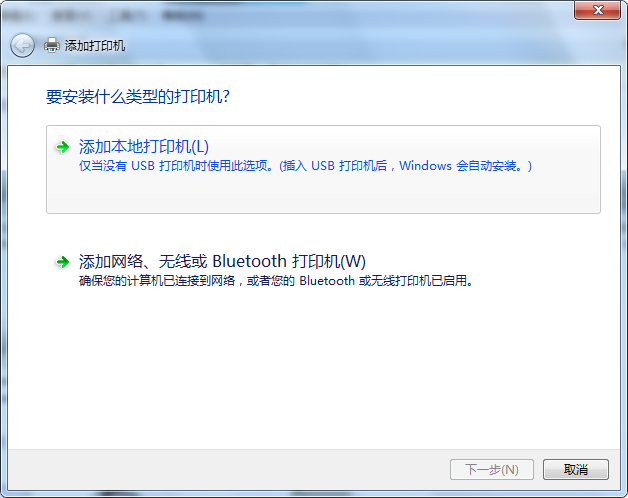 添加打印机
要安装什么类型的打印机?
添加本地打印机(L)
仅当没有 USB 打印机时使用此选项。(插入 USB 打印机后，Windows 会自动安装。)
添加网络、无线或 Bluetooth 打印机(W)
确保您的计算机已连接到网络，或者您的 Bluetooth 或无线打印机已启用。
下一步(N)
取消